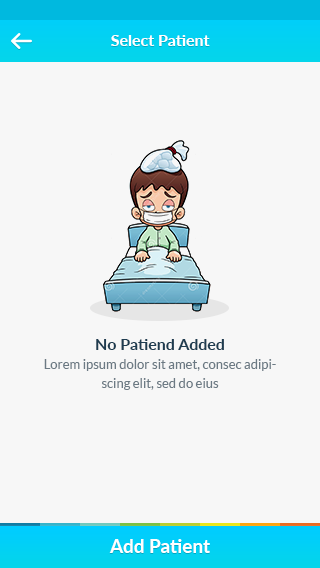 Select Patient
No Patiend Added
Lorem ipsum dolor sit amet, consec adipi-
scing elit, sed do eius
Add Patient